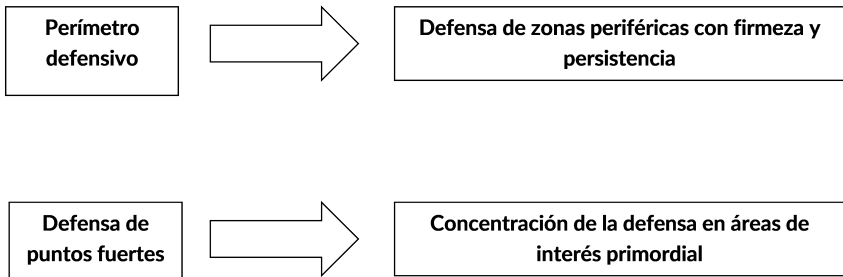 Perímetro
defensivo
Defensa de zonas periféricas con firmeza y
persistencia
Defensa de
puntos fuertes
Concentración de la defensa en áreas de
interés primordial